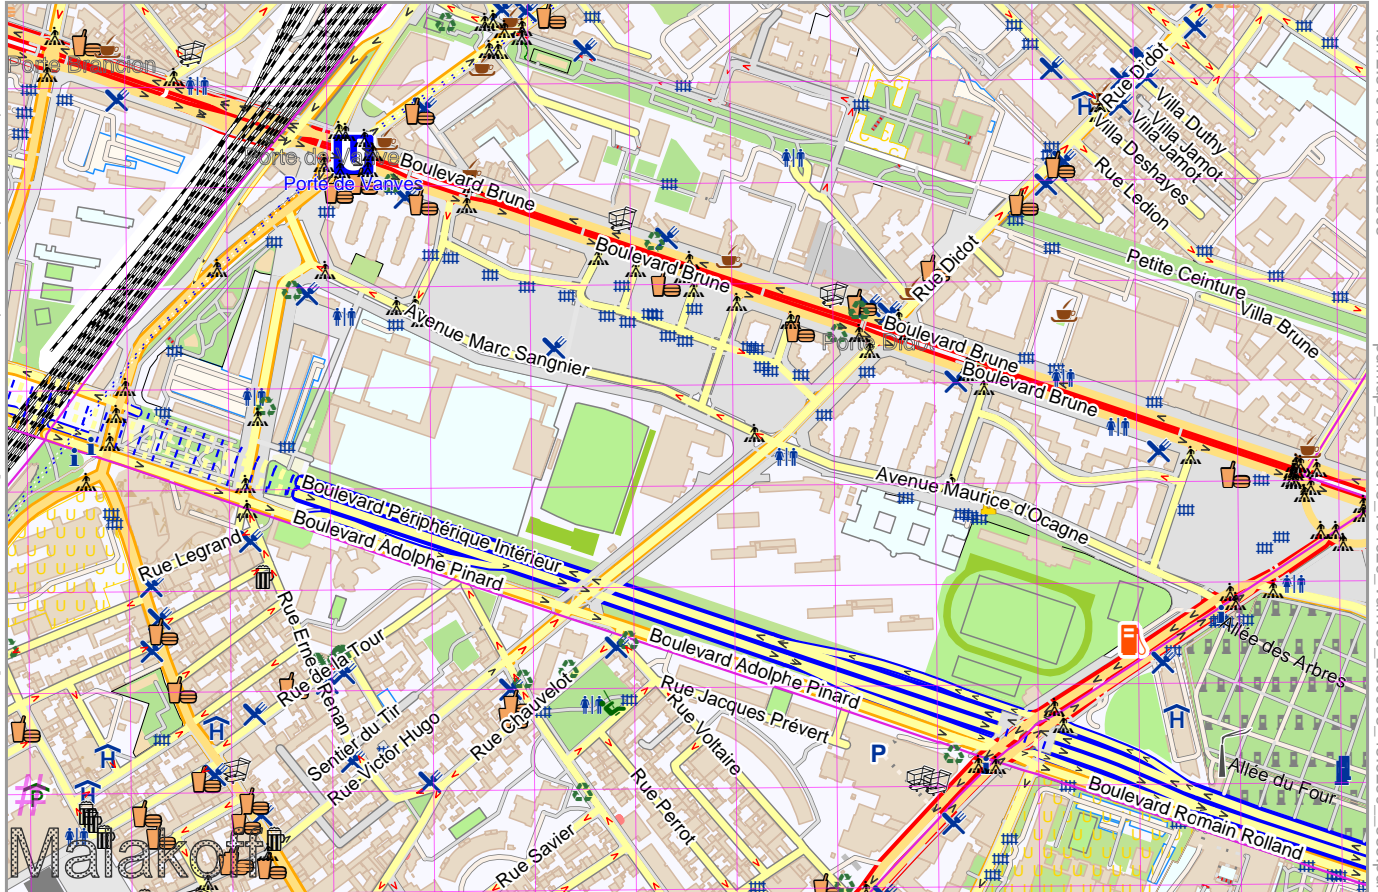 Porte Brancion
Rue Didot
Villa Duthy
Villa Jamot
Villa Jamot
Villa Deshayes
Rue Ledion
Porte de Vanves
Porte de Vanves
Boulevard Brune
Boulevard Brune
Rue Didot
Petite Ceinture
Villa Brune
Avenue Marc Sangnier
Boulevard Brune
Boulevard Brune
Avenue Maurice d'Ocagne
Boulevard Périphérique Intérieur
Boulevard Adolphe Pinard
Rue Legrand
Rue Ernest Renan
Rue de la Tour
Boulevard Adolphe Pinard
Allée des Arbres
Rue Jacques Prévert
Rue Chauvelot
Rue Voltaire
Sentier du Tir
Rue Victor Hugo
P
Allée du Four
Rue Perrot
Boulevard Romain Rolland
Rue Savier
Malakoff